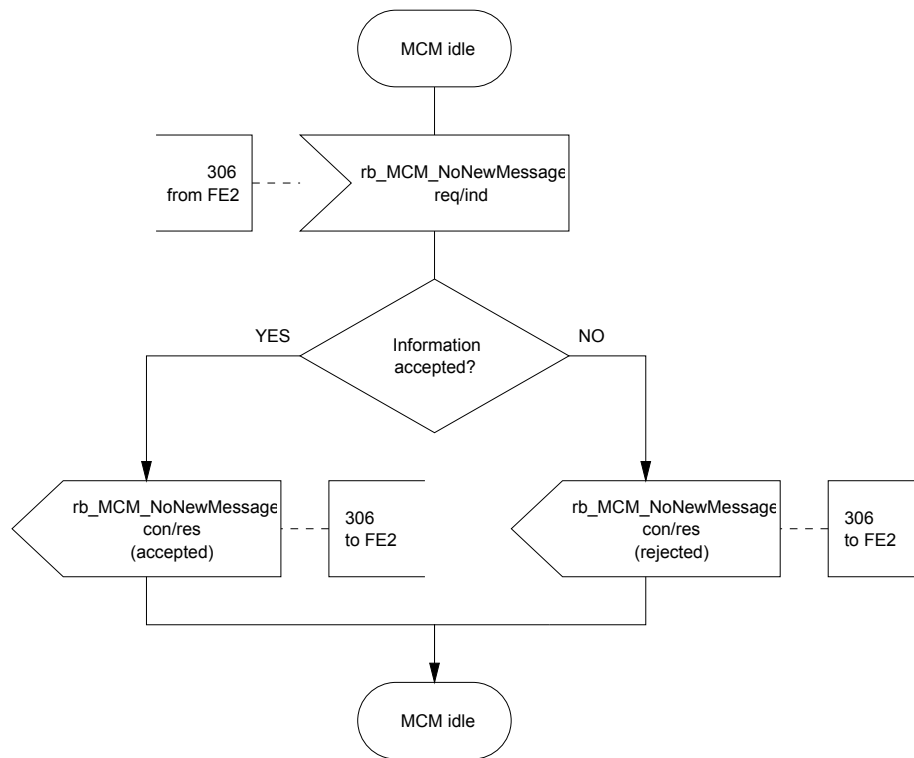 MCM idle
306
from FE2
rb_MCM_NoNewMessage
req/ind
YES
NO
Information
accepted?
rb_MCM_NoNewMessage
con/res
(accepted)
306
to FE2
rb_MCM_NoNewMessage
con/res
(rejected)
306
to FE2
MCM idle